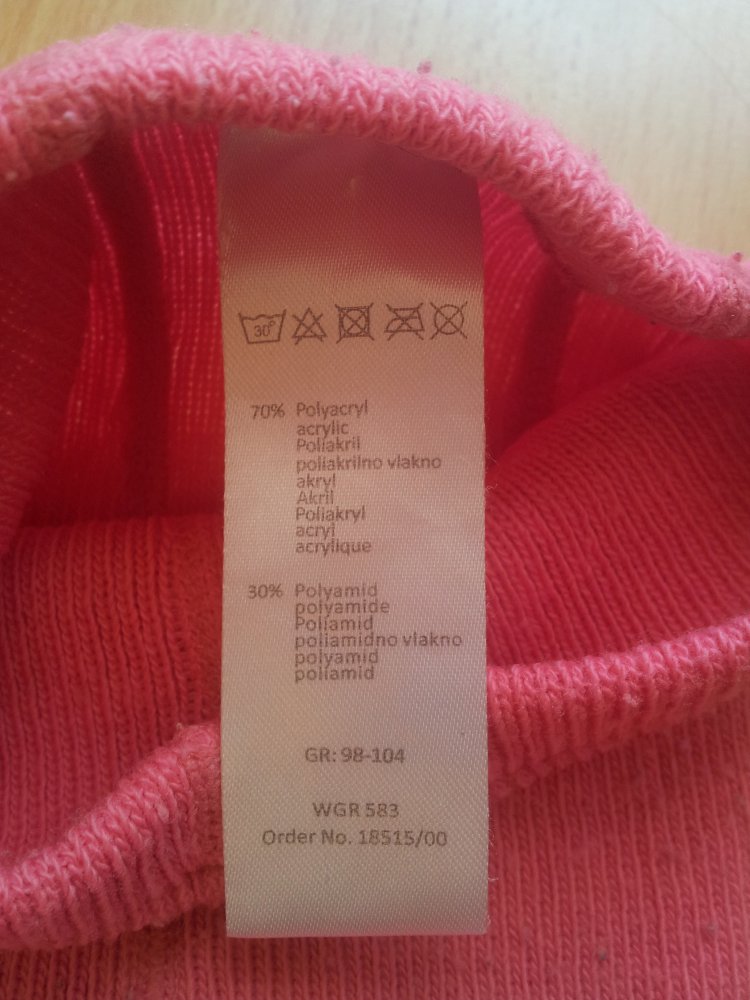 30°
70% Polyacryl
acrylic
Poliakril
poliakrilno vlakno
akryl
Akril
Poliakryl
acryl
acrylique
30% Polyamid
polyamide
Poliamid
poliamidno vlakno
polyamid
poliamid
GR: 98-104
WGR 583
Order No. 18515/00